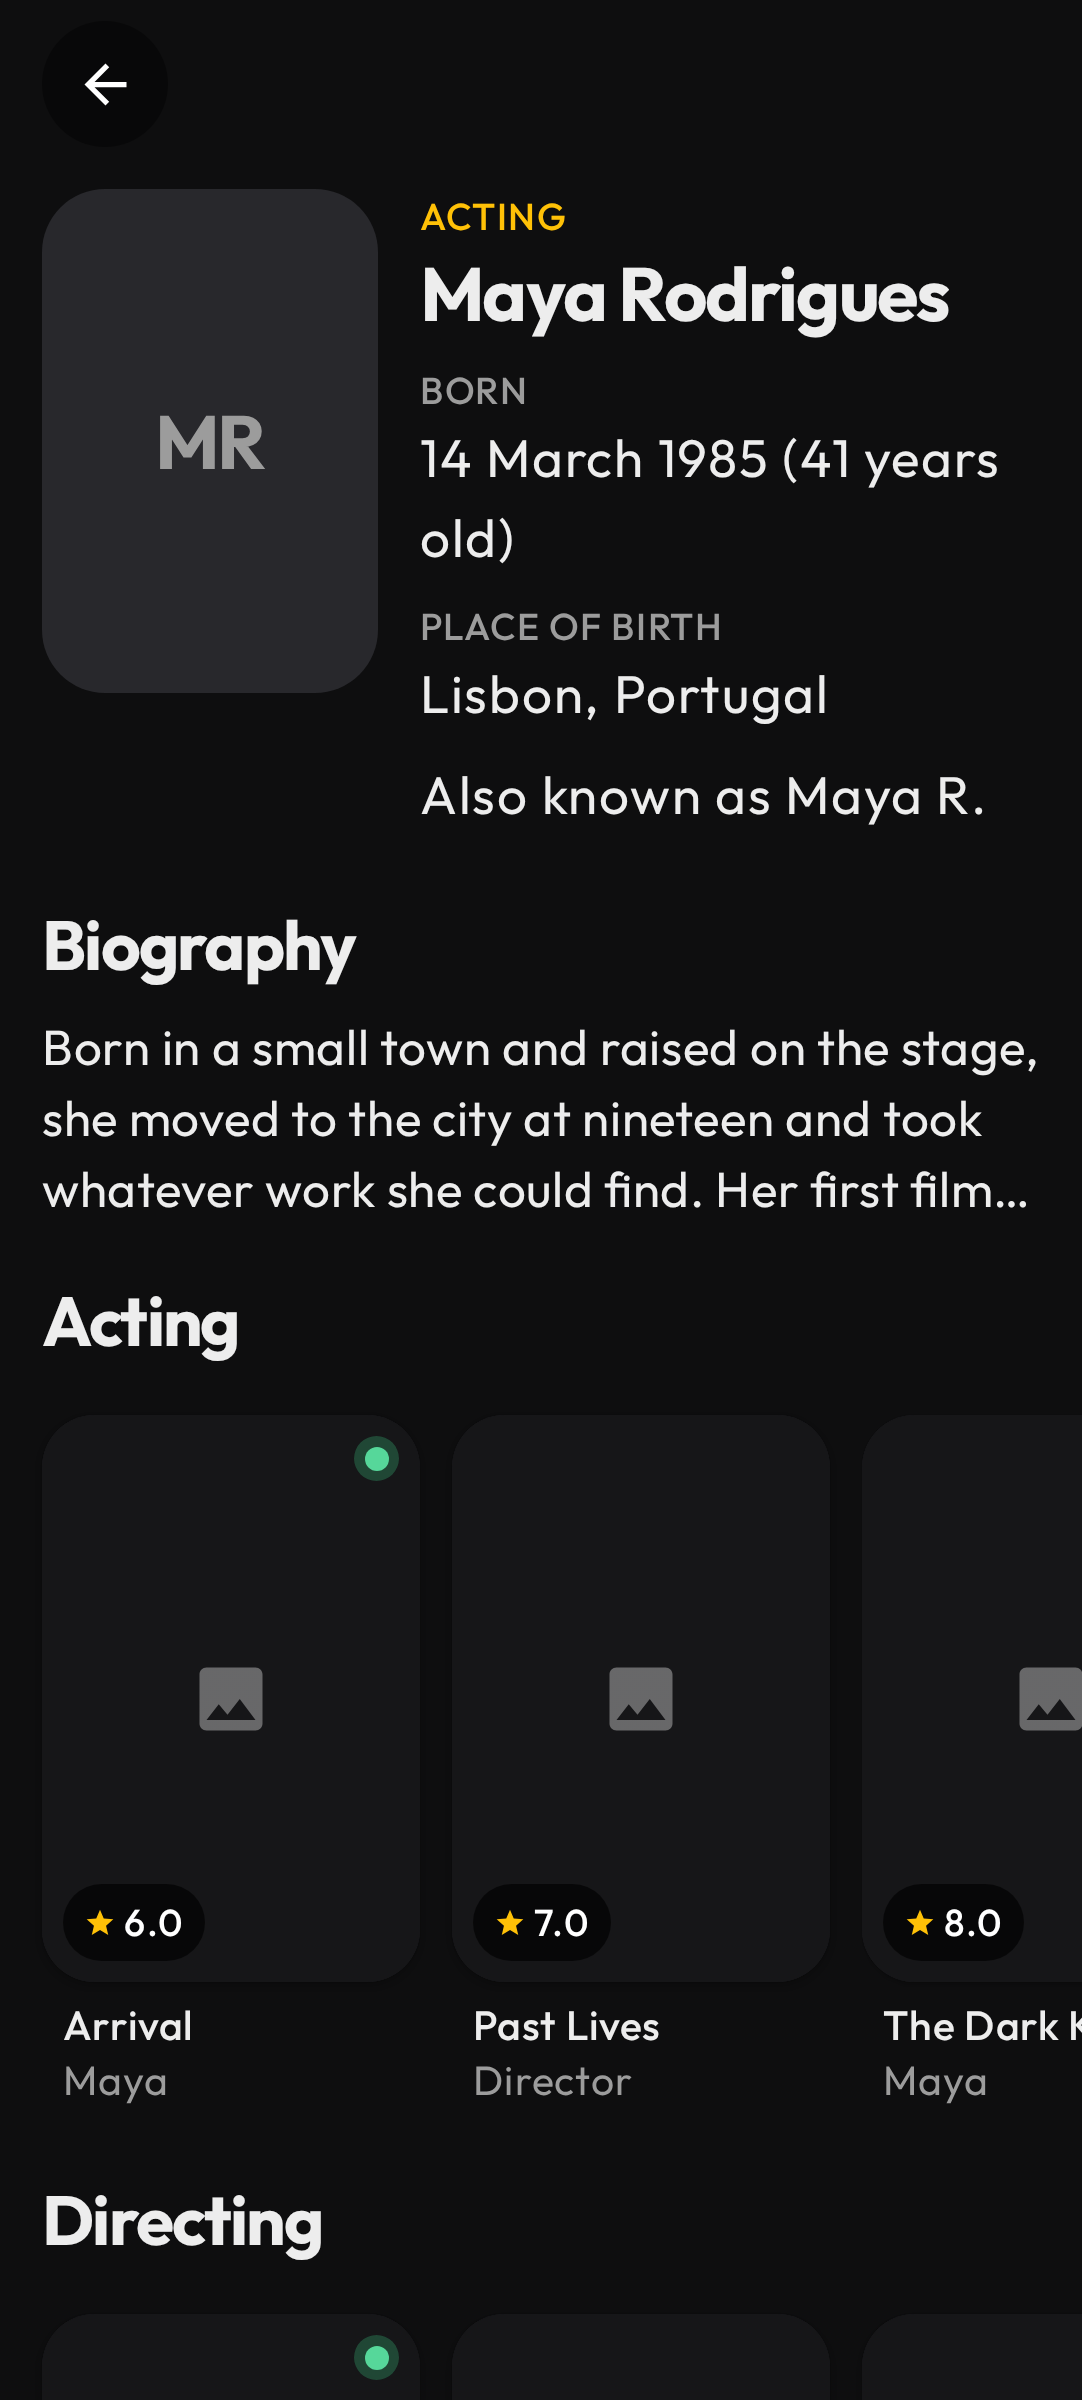 ACTING
Maya Rodrigues
BORN
14 March 1985 (41 years
old)
PLACE OF BIRTH
Lisbon, Portugal
Also known as Maya R.
MR
Biography
Born in a small town and raised on the stage,
she moved to the city at nineteen and took
whatever work she could find. Her first film...
Acting
6.0
7.0
8.0
Arrival
Past Lives
The Dark
Maya
Director
Maya
Directing